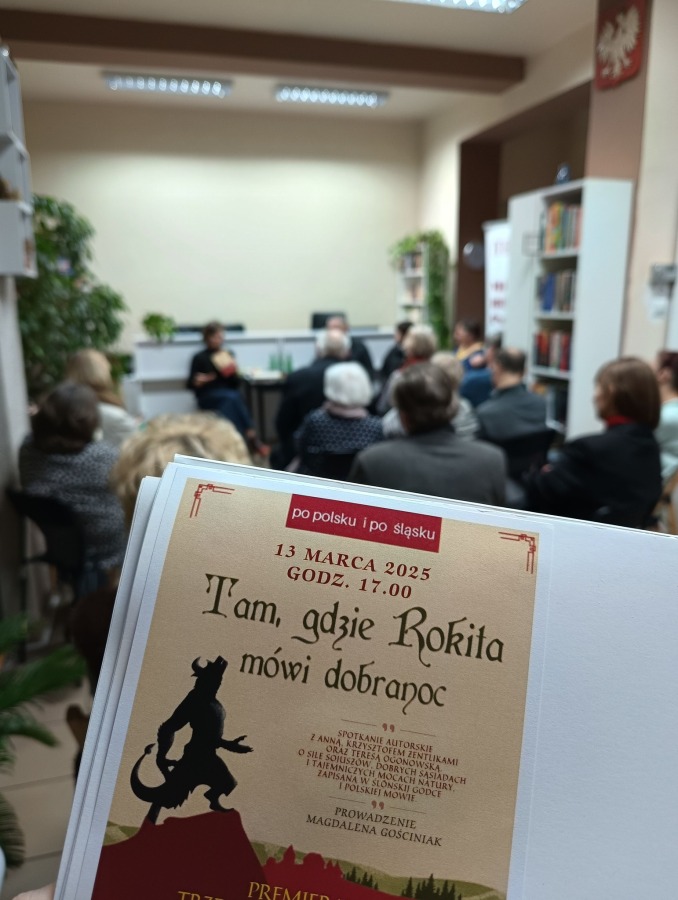 po polsku i po śląsku
13 MARCA 2025
GODZ. 17.00
Tam, gdzie Rokita
mówi dobranoc
SPOTKANIE AUTORSKIE
Z ANNĄ, KRZYSZTOFEM ZENTLIKAMI
ORAZ TERESĄ OGONOWSKĄ,
O SILE SOJUSZÓW, DOBRYCH SĄSIADACH
I TAJEMNICZYCH MOCACH NATURY,
ZAPISANA W ŚLŌNSKIJ GODCE
I POLSKIEJ MOWIE
PROWADZENIE
MAGDALENA GOŚCINIAK